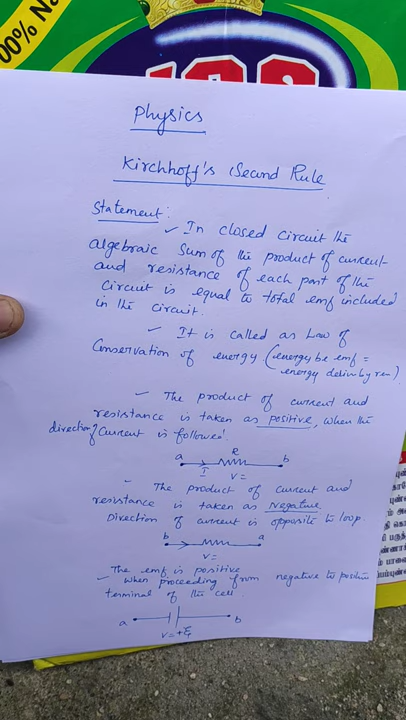 00% Na
Physics
Kirchhoff's Second Rule
Statement:
✓ In closed circuit the
algebraic sum of the product of current
and resistance of each part of the
circuit is equal to total emf included
in the circuit.
✓ It is called as Law of
Conservation of energy. (energy be emf =
energy deliv by
- The product of current and
resistance is taken as positive, when the
direction of current is followed.
R
a b
I V=
- The product of current and
resistance is taken as Negative
Direction of current is opposite to loop
b a
V=
The emf is positive
✓ when proceeding from negative to positive
terminal of the cell.
a b
V=+